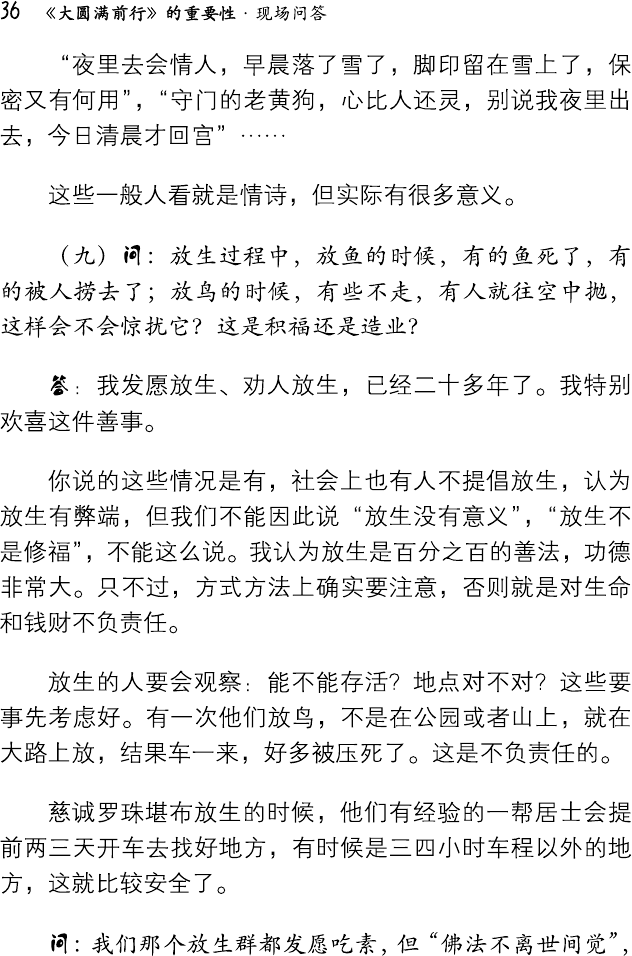 36 《大圆满前行》的重要性·现场问答
“夜里去会情人，早晨落了雪了，脚印留在雪上了，保
密又有何用”，“守门的老黄狗，心比人还灵，别说我夜里出
去，今日清晨才回宫”……
这些一般人看就是情诗，但实际有很多意义。
（九）问：放生过程中，放鱼的时候，有的鱼死了，有
的被人捞去了；放鸟的时候，有些不走，有人就往空中抛，
这样会不会惊扰它？这是积福还是造业？
答：我发愿放生、劝人放生，已经二十多年了。我特别
欢喜这件善事。
你说的这些情况是有，社会上也有人不提倡放生，认为
放生有弊端，但我们不能因此说“放生没有意义”，“放生不
是修福”，不能这么说。我认为放生是百分之百的善法，功德
非常大。只不过，方式方法上确实要注意，否则就是对生命
和钱财不负责任。
放生的人要会观察：能不能存活？地点对不对？这些要
事先考虑好。有一次他们放鸟，不是在公园或者山上，就在
大路上放，结果车一来，好多被压死了。这是不负责任的。
慈诚罗珠堪布放生的时候，他们有经验的一帮居士会提
前两三天开车去找好地方，有时候是三四小时车程以外的地
方，这就比较安全了。
问：我们那个放生群都发愿吃素，但“佛法不离世间觉”，